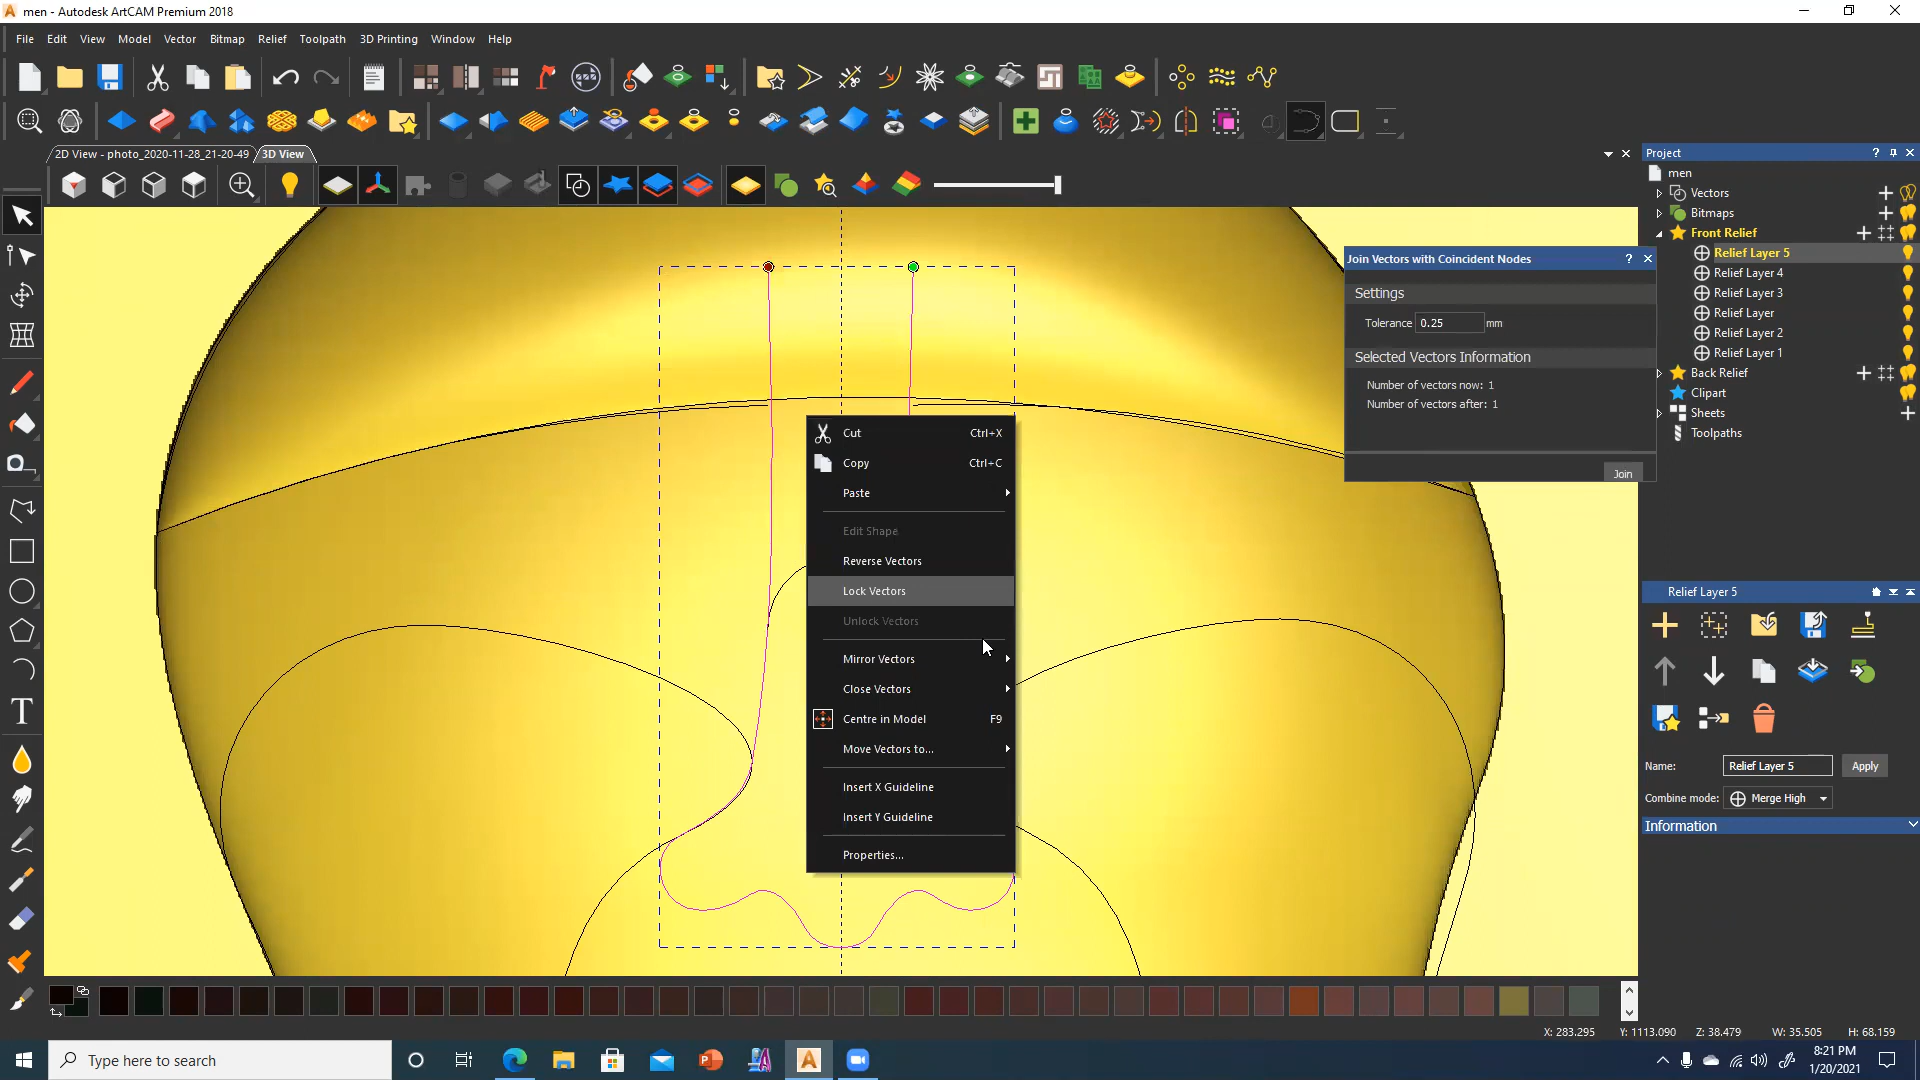 men - Autodesk ArtCAM Premium 2018
File Edit View Model Vector Bitmap Relief Toolpath 3D Printing Window Help
2D View - photo_2020-11-28_21-20-49 3D View
Project
men
Vectors
Bitmaps
Front Relief
Relief Layer 5
Relief Layer 4
Relief Layer 3
Relief Layer
Relief Layer 2
Relief Layer 1
Back Relief
Clipart
Sheets
Toolpaths
Join Vectors with Coincident Nodes
Settings
Tolerance 0.25 mm
Selected Vectors Information
Number of vectors now: 1
Number of vectors after: 1
Join
Cut Ctrl+X
Copy Ctrl+C
Paste
Edit Shape
Reverse Vectors
Lock Vectors
Unlock Vectors
Mirror Vectors
Close Vectors
Centre in Model F9
Move Vectors to...
Insert X Guideline
Insert Y Guideline
Properties...
Relief Layer 5
Name: Relief Layer 5 Apply
Combine mode: Merge High
Information
X: 283.295 Y: 1113.090 Z: 38.479 W: 35.505 H: 68.159
Type here to search
8:21 PM
1/20/2021